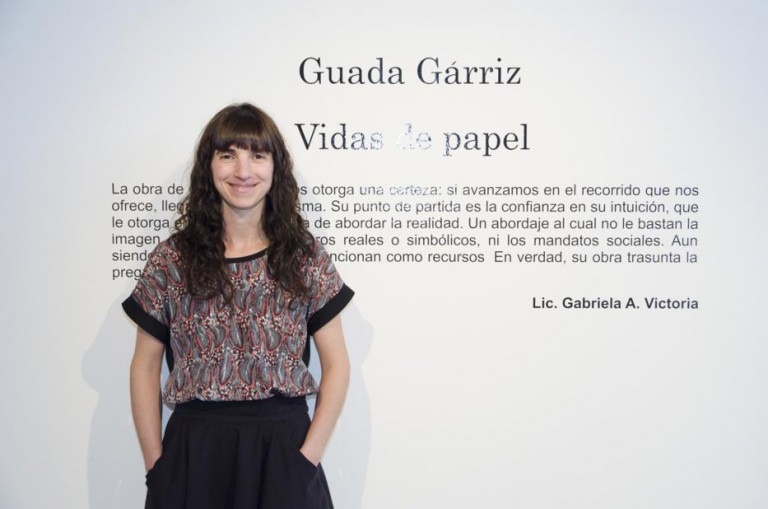 Guada Gárriz
Vidas de papel
La obra de os otorga una certeza: si avanzamos en el recorrido que nos
ofrece, lleg sma. Su punto de partida es la confianza en su intuición, que
le otorga a de abordar la realidad. Un abordaje al cual no le bastan la
imagen ros reales o simbólicos, ni los mandatos sociales. Aun
siendo ncionan como recursos En verdad, su obra trasunta la
preg
Lic. Gabriela A. Victoria